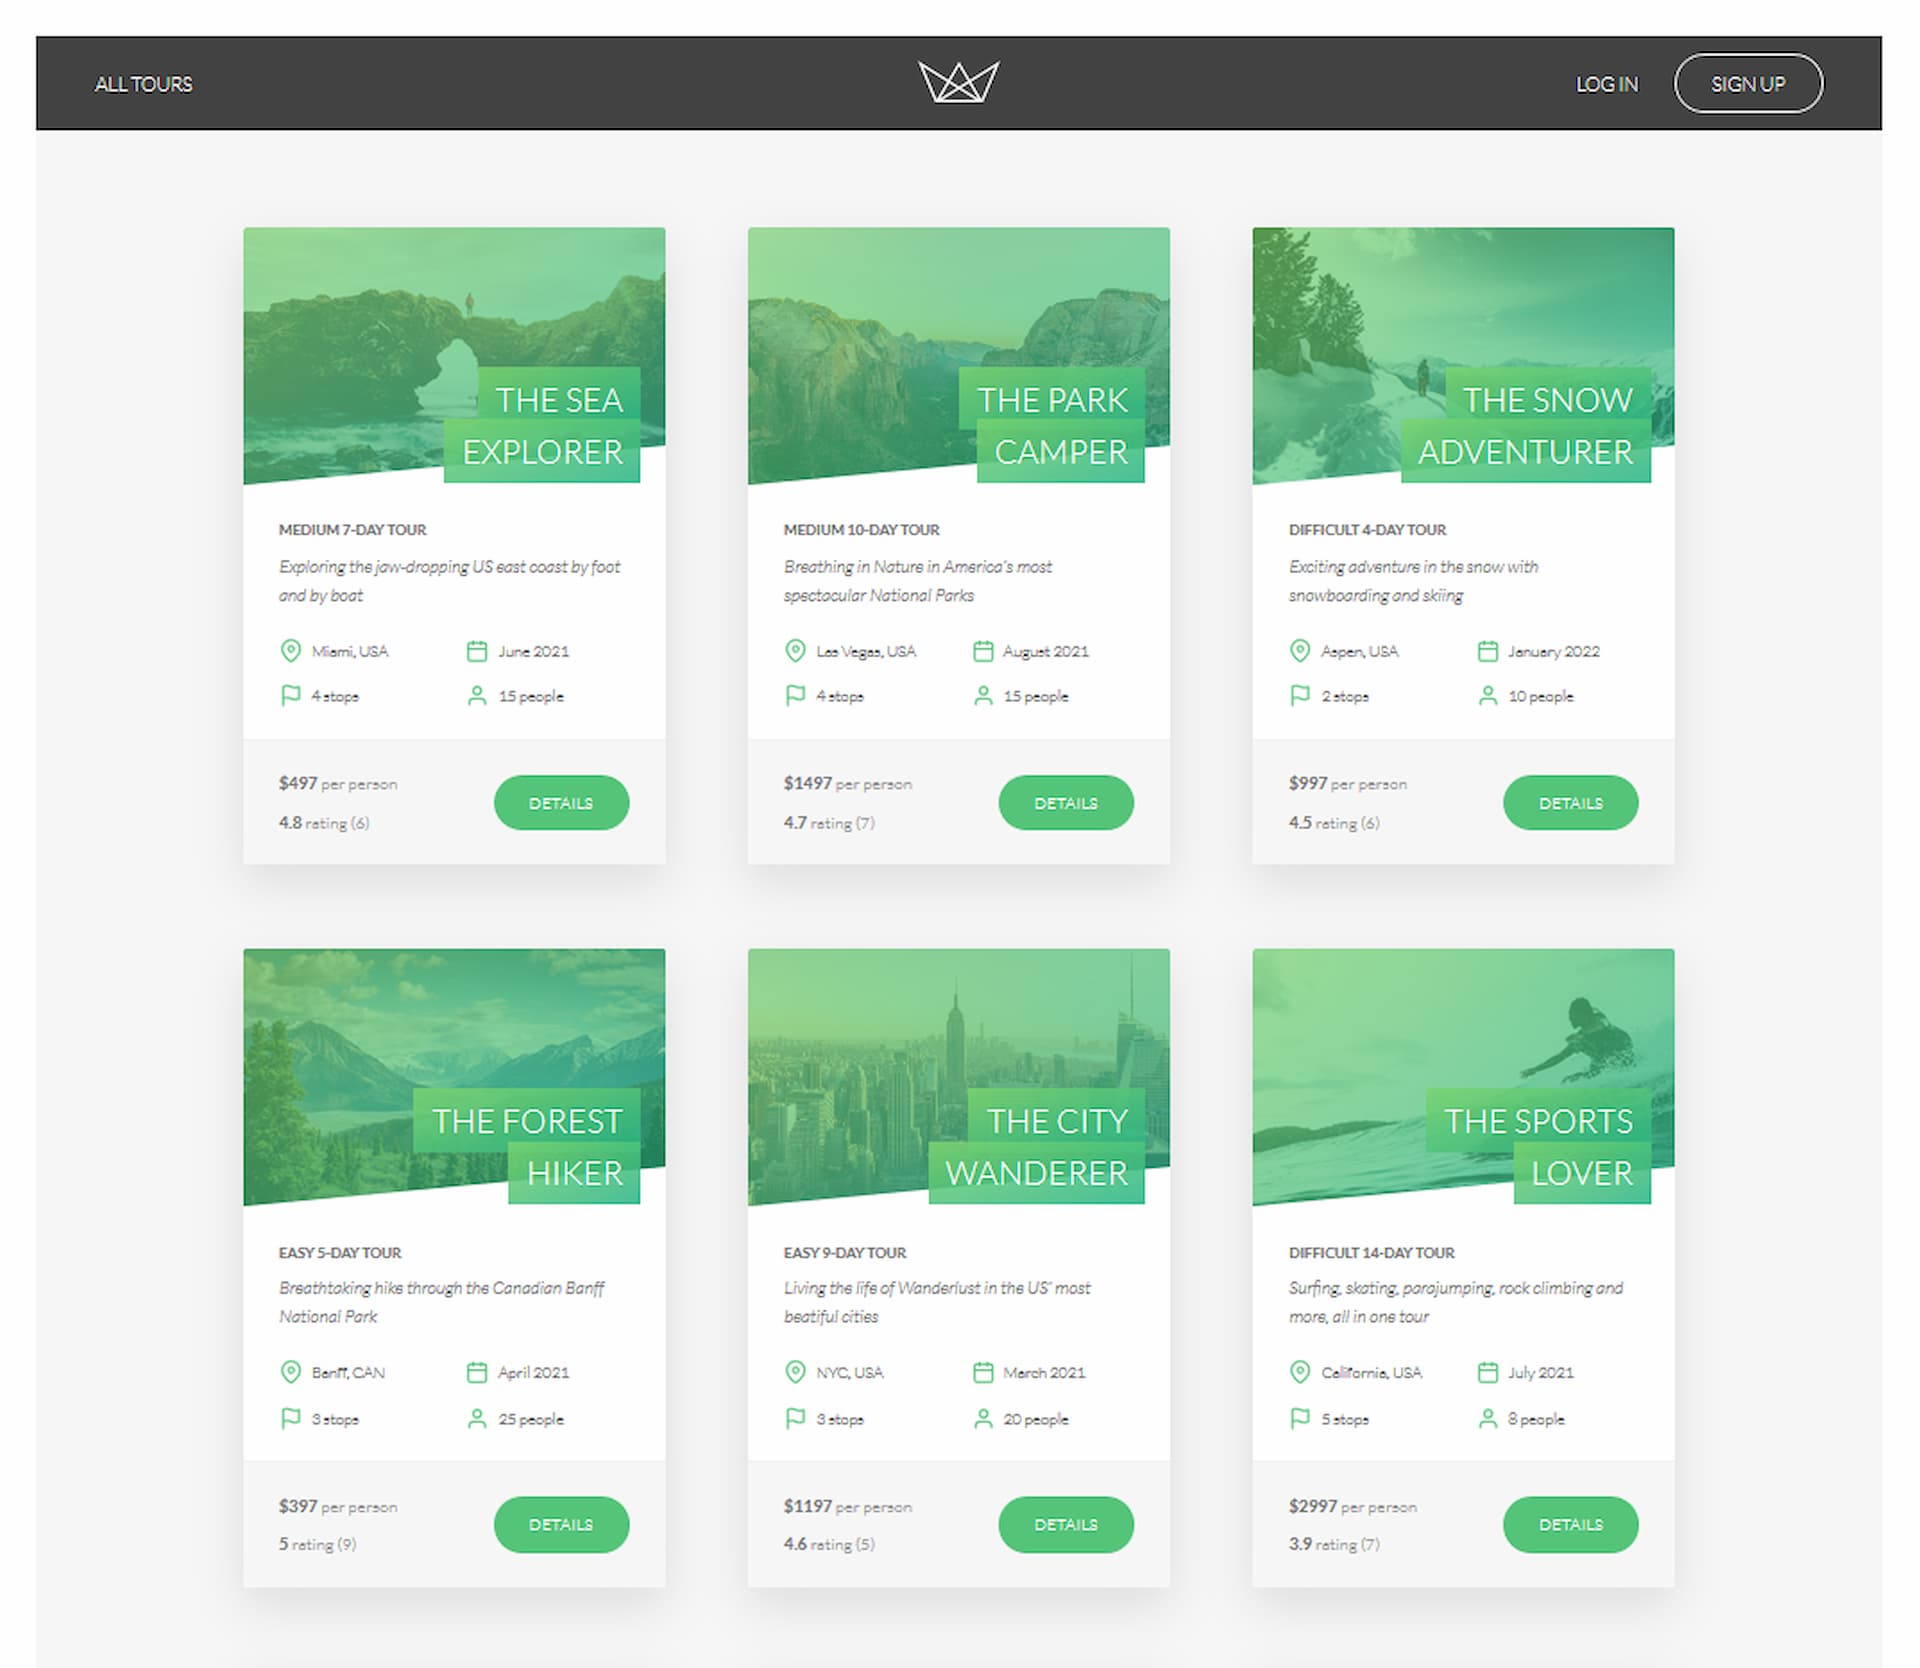 ALL TOURS
LOG IN
SIGN UP
THE SEA
EXPLORER
MEDIUM 7-DAY TOUR
Exploring the jaw-dropping US east coast by foot
and by boat
Miami, USA
June 2021
4 stops
15 people
$497 per person
4.8 rating (6)
DETAILS
THE PARK
CAMPER
MEDIUM 10-DAY TOUR
Breathing in Nature in America's most
spectacular National Parks
Las Vegas, USA
August 2021
4 stops
15 people
$1497 per person
4.7 rating (7)
DETAILS
THE SNOW
ADVENTURER
DIFFICULT 4-DAY TOUR
Exciting adventure in the snow with
snowboarding and skiing
Aspen, USA
January 2022
2 stops
10 people
$997 per person
4.5 rating (6)
DETAILS
THE FOREST
HIKER
EASY 5-DAY TOUR
Breathtaking hike through the Canadian Banff
National Park
Banff, CAN
April 2021
3 stops
25 people
$397 per person
5 rating (9)
DETAILS
THE CITY
WANDERER
EASY 9-DAY TOUR
Living the life of Wanderlust in the US' most
beatiful cities
NYC, USA
March 2021
3 stops
20 people
$1197 per person
4.6 rating (5)
DETAILS
THE SPORTS
LOVER
DIFFICULT 14-DAY TOUR
Surfing, skating, parajumping, rock climbing and
more, all in one tour
California, USA
July 2021
5 stops
8 people
$2997 per person
3.9 rating (7)
DETAILS